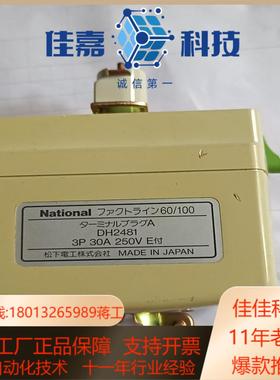 佳嘉 科技
诚信第一
National ファクトライン60/100
ターミナルプラグA
DH2481
3P 30A 250V E付
松下電工株式会社 MADE IN JAPAN
线:18013265989蒋工
工厂正品保障 支持开票
自动化技术 十一年行业经验
佳佳科
11年老
爆款推